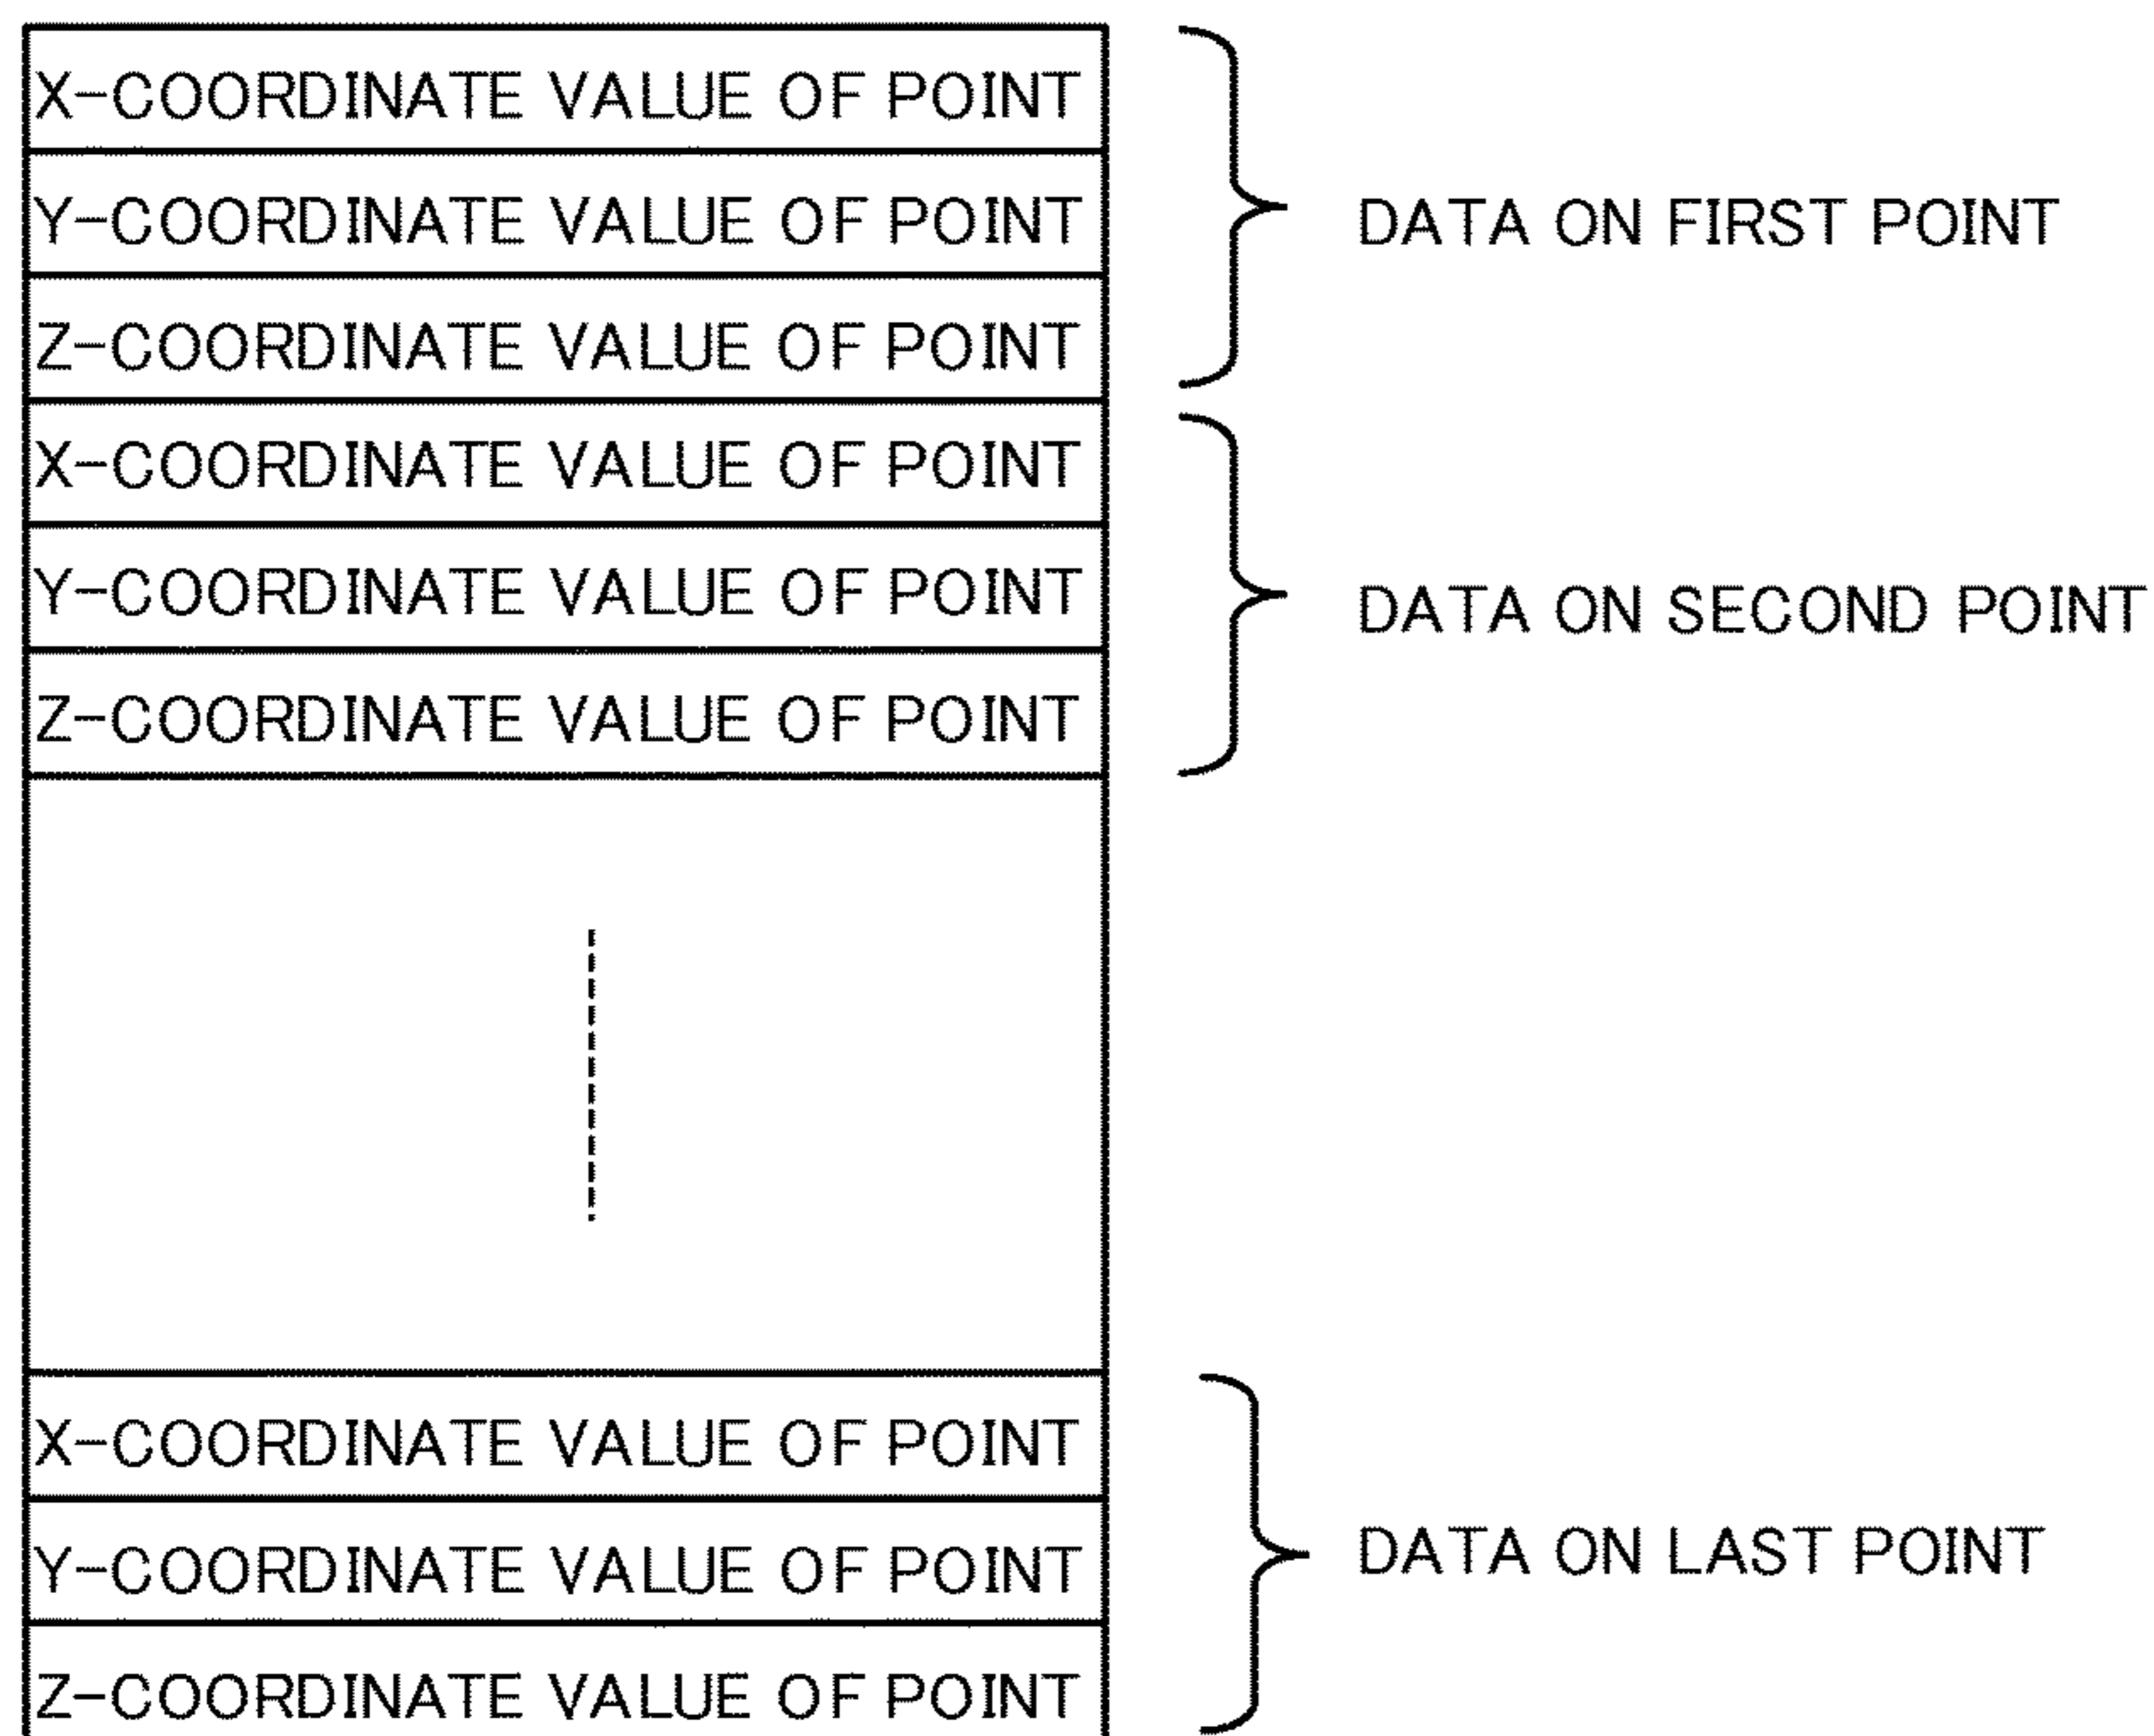 X-COORDINATE VALUE OF POINT
Y-COORDINATE VALUE OF POINT
DATA ON FIRST POINT
Z-COORDINATE VALUE OF POINT
X-COORDINATE VALUE OF POINT
Y-COORDINATE VALUE OF POINT
DATA ON SECOND POINT
Z-COORDINATE VALUE OF POINT
X-COORDINATE VALUE OF POINT
Y-COORDINATE VALUE OF POINT
DATA ON LAST POINT
Z-COORDINATE VALUE OF POINT